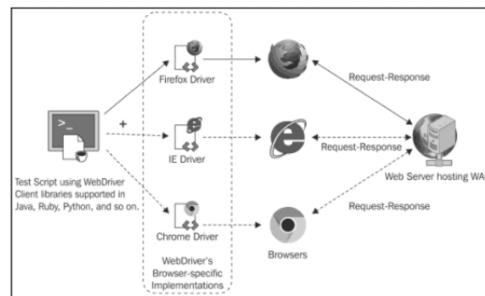 Firefox Driver
Request-Response
>_
+
IE Driver
Request-Response
Test Script using WebDriver
Client libraries supported in
Java, Ruby, Python, and so on.
Web Server hosting
Request-Response
Chrome Driver
Browsers
WebDriver's
Browser-specific
Implementations